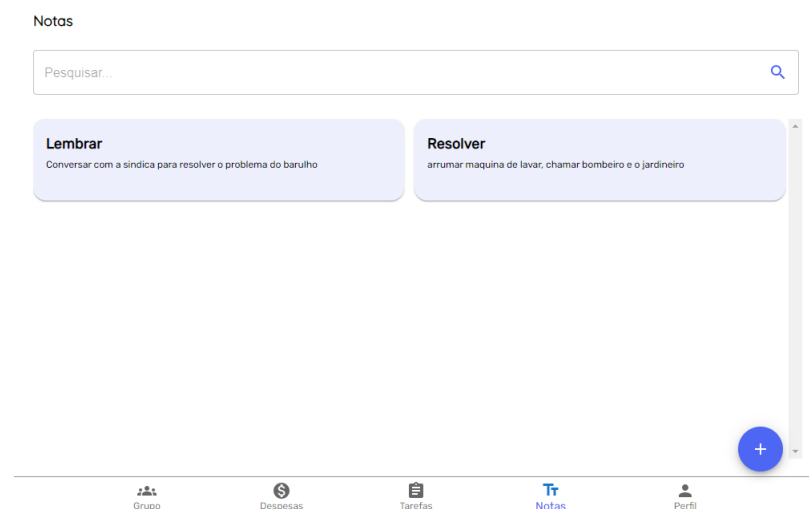 Notas
Pesquisar...
Lembrar
Conversar com a sindica para resolver o problema do barulho
Resolver
arrumar maquina de lavar, chamar bombeiro e o jardineiro
Grupo
Despesas
Tarefas
Notas
Perfil